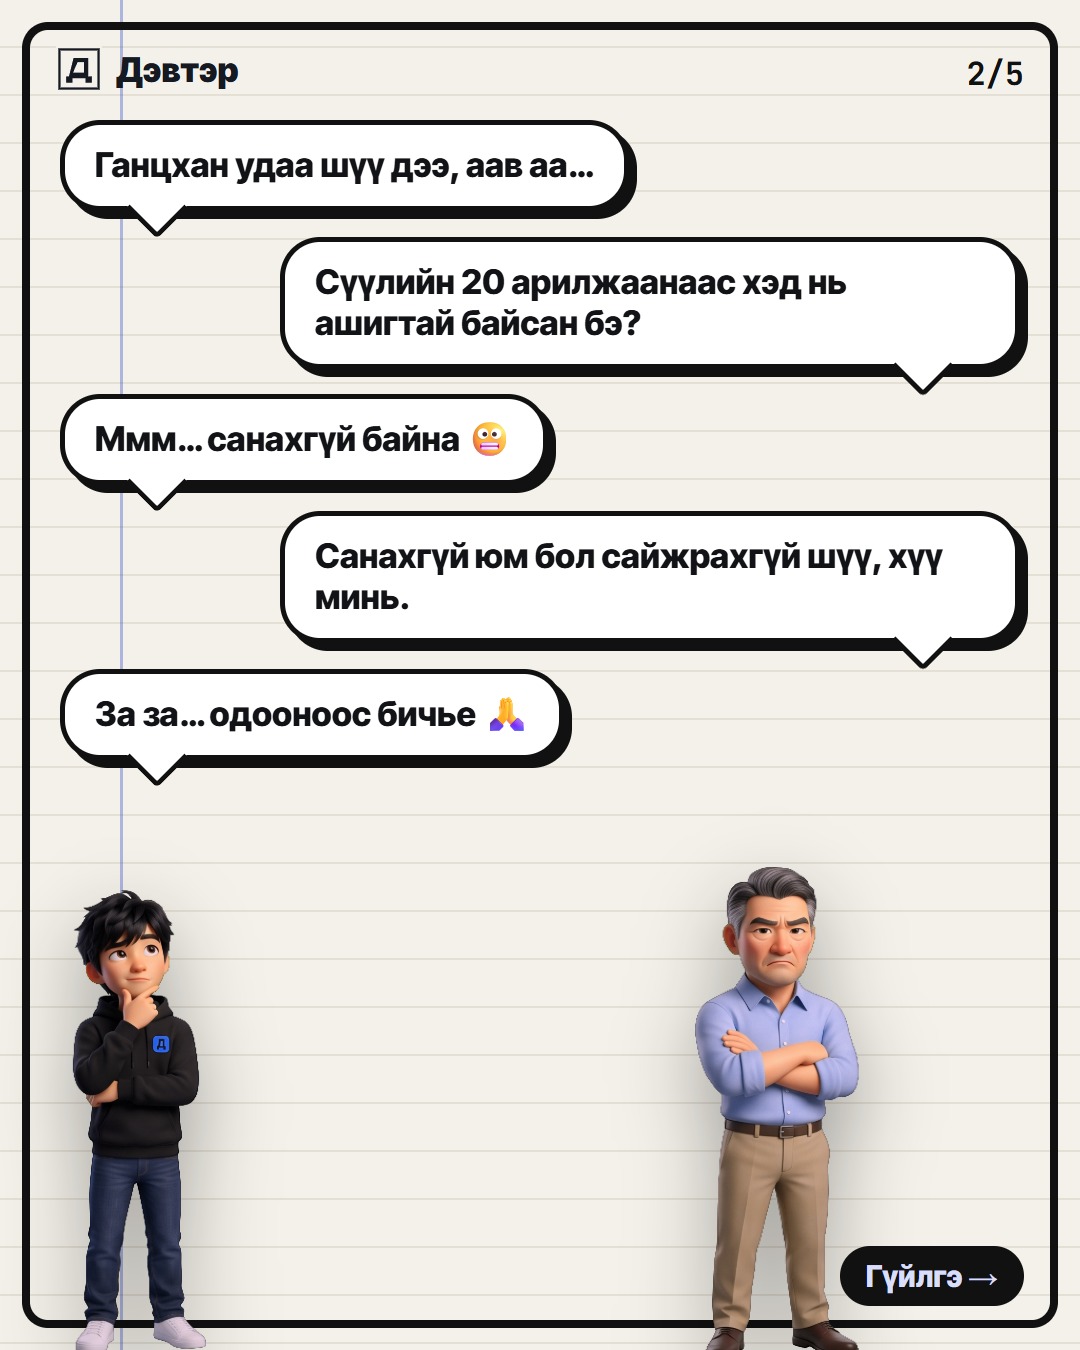 Д Дэвтэр
2/5
Ганцхан удаа шүү дээ, аав аа...
Сүүлийн 20 арилжаанаас хэд нь
ашигтай байсан бэ?
Ммм... санахгүй байна 😬
Санахгүй юм бол сайжрахгүй шүү, хүү
минь.
За за... одооноос бичье 🙏
Д
Гүйлгэ →